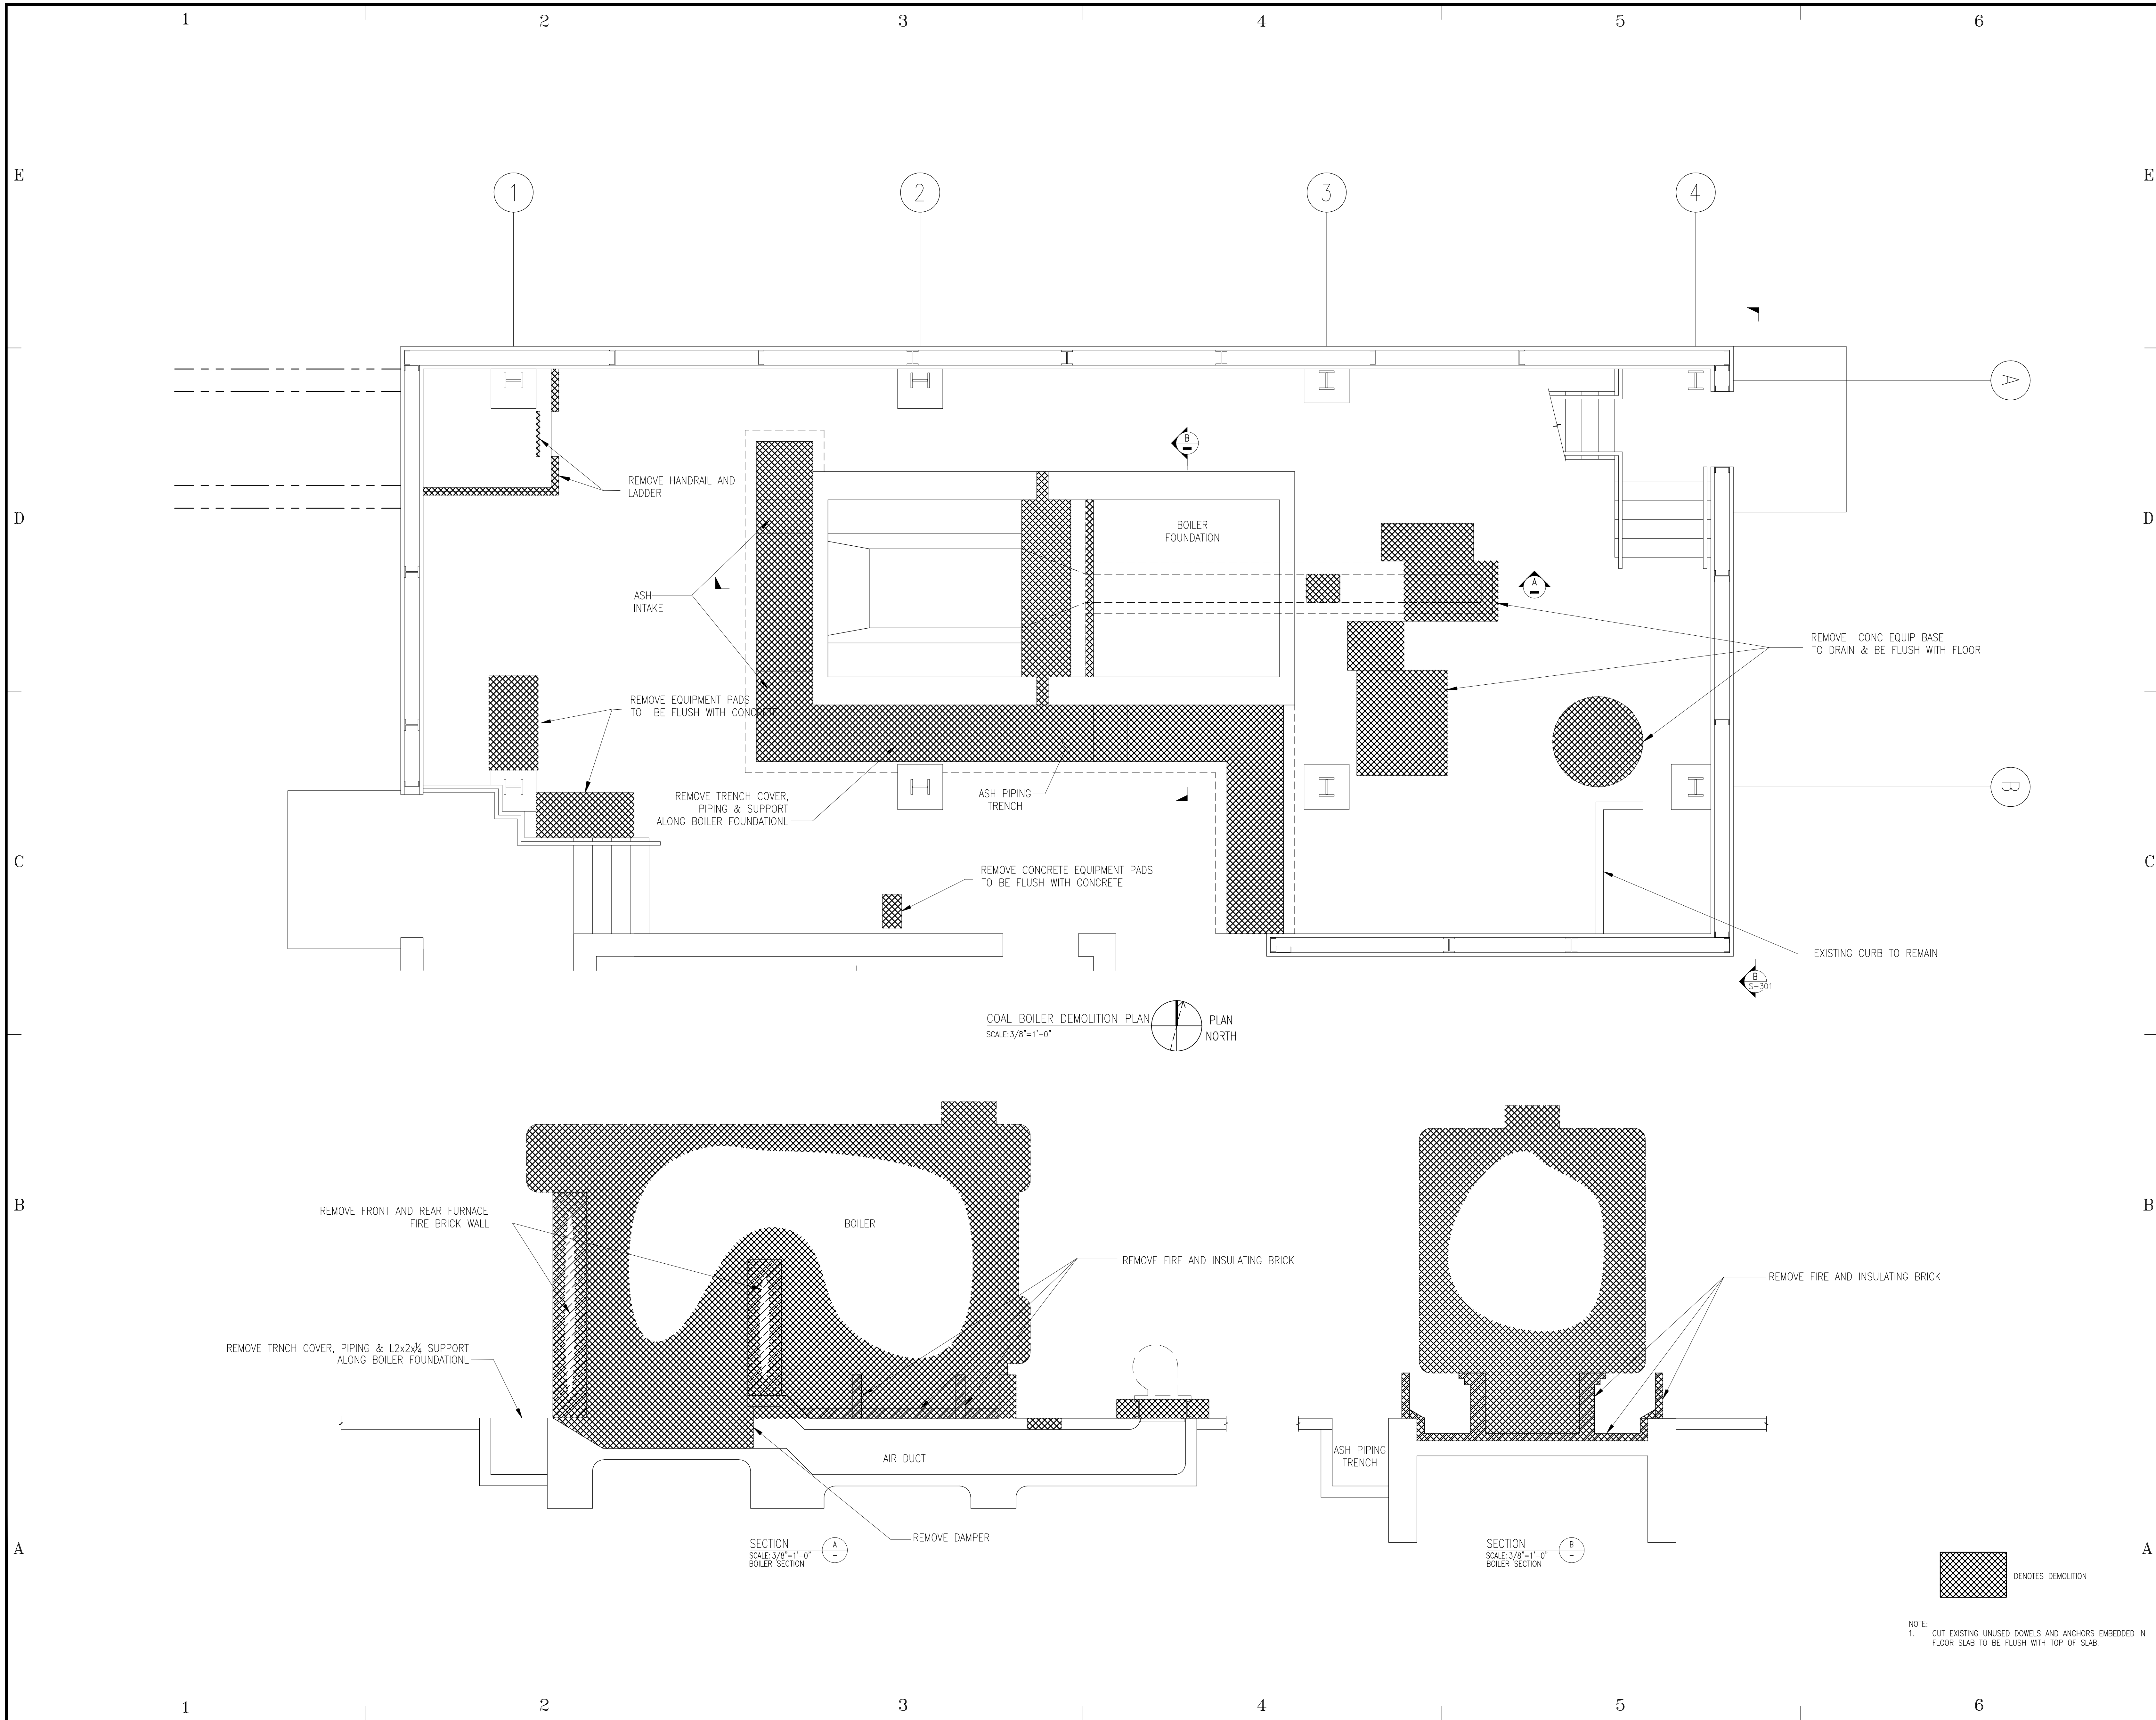 1 2 3 4 5 6
E E
1 2 3 4
A
B
REMOVE HANDRAIL AND
LADDER
D D
BOILER
FOUNDATION
ASH
INTAKE
A
REMOVE CONC EQUIP BASE
TO DRAIN & BE FLUSH WITH FLOOR
REMOVE EQUIPMENT PADS
TO BE FLUSH WITH CONCRETE
B
REMOVE TRENCH COVER,
PIPING & SUPPORT
ALONG BOILER FOUNDATIONL
ASH PIPING
TRENCH
C C
REMOVE CONCRETE EQUIPMENT PADS
TO BE FLUSH WITH CONCRETE
EXISTING CURB TO REMAIN
B
S-301
COAL BOILER DEMOLITION PLAN
SCALE: 3/8"=1'-0"
PLAN
NORTH
B B
REMOVE FRONT AND REAR FURNACE
FIRE BRICK WALL
BOILER
REMOVE FIRE AND INSULATING BRICK
REMOVE FIRE AND INSULATING BRICK
REMOVE TRNCH COVER, PIPING & L2x2x¼ SUPPORT
ALONG BOILER FOUNDATIONL
AIR DUCT
ASH PIPING
TRENCH
REMOVE DAMPER
A A
SECTION
SCALE: 3/8"=1'-0"
BOILER SECTION
A
-
SECTION
SCALE: 3/8"=1'-0"
BOILER SECTION
B
-
DENOTES DEMOLITION
NOTE:
1. CUT EXISTING UNUSED DOWELS AND ANCHORS EMBEDDED IN
FLOOR SLAB TO BE FLUSH WITH TOP OF SLAB.
1 2 3 4 5 6